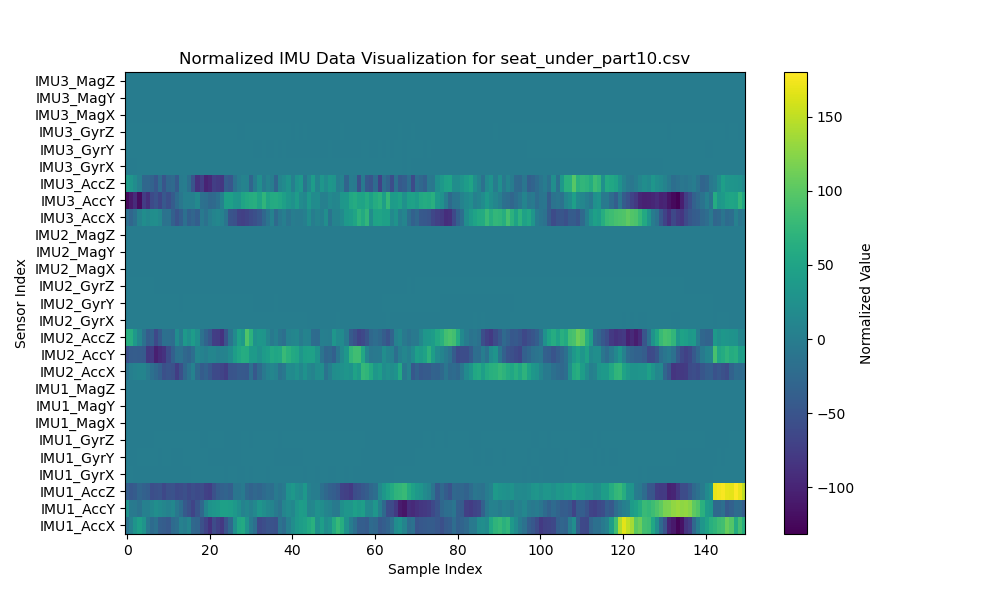 Normalized IMU Data Visualization for seat_under_part10.csv
IMU3_MagZ
IMU3_MagY
IMU3_MagX
IMU3_GyrZ
IMU3_GyrY
IMU3_GyrX
IMU3_AccZ
IMU3_AccY
IMU3_AccX
IMU2_MagZ
IMU2_MagY
IMU2_MagX
IMU2_GyrZ
IMU2_GyrY
IMU2_GyrX
IMU2_AccZ
IMU2_AccY
IMU2_AccX
IMU1_MagZ
IMU1_MagY
IMU1_MagX
IMU1_GyrZ
IMU1_GyrY
IMU1_GyrX
IMU1_AccZ
IMU1_AccY
IMU1_AccX
Sensor Index
0 20 40 60 80 100 120 140
Sample Index
150
100
50
0
−50
−100
Normalized Value